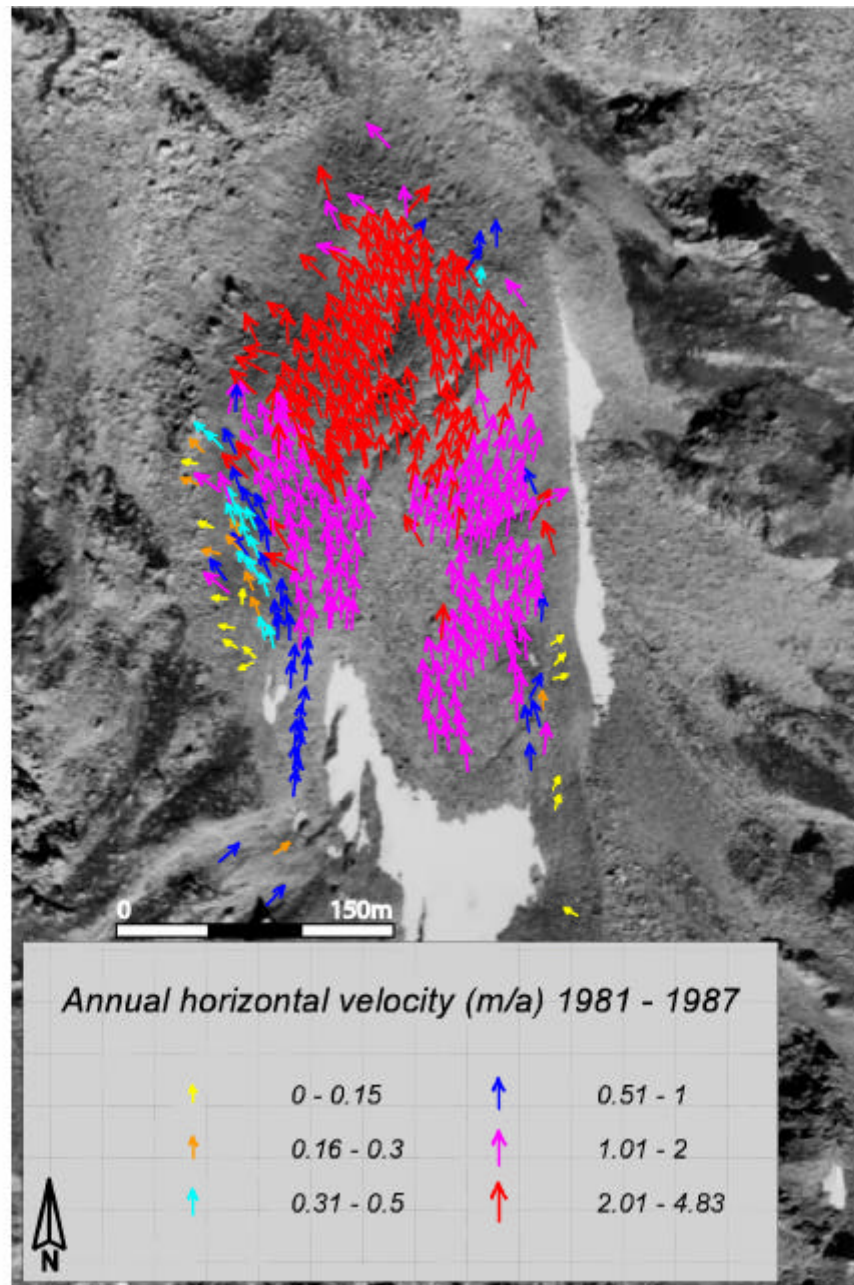 0 150m
Annual horizontal velocity (m/a) 1981 - 1987
0 - 0.15 0.51 - 1
0.16 - 0.3 1.01 - 2
0.31 - 0.5 2.01 - 4.83
N